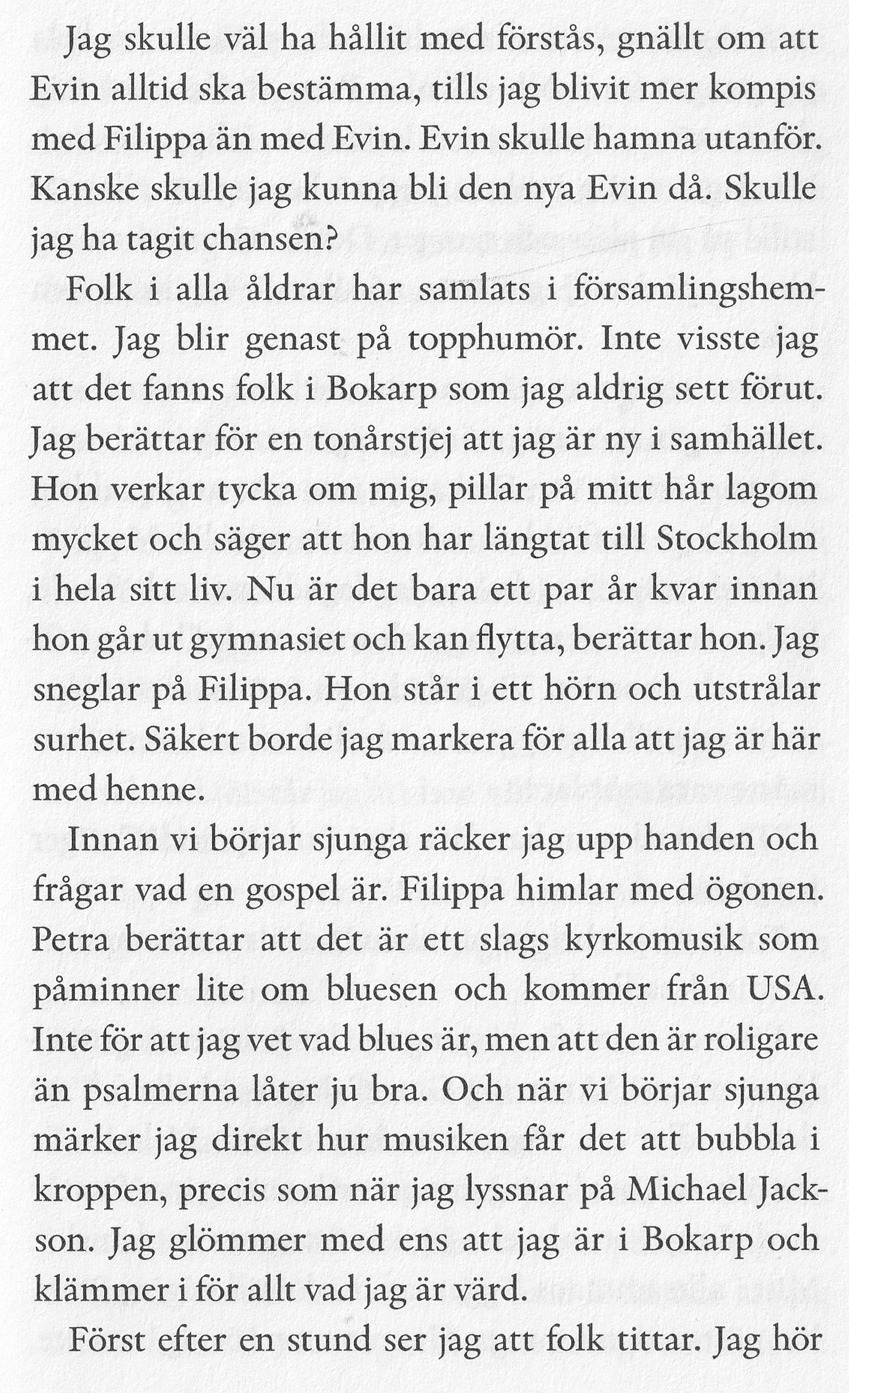 Jag skulle väl ha hållit med förstås, gnällt om att
Evin alltid ska bestämma, tills jag blivit mer kompis
med Filippa än med Evin. Evin skulle hamna utanför.
Kanske skulle jag kunna bli den nya Evin då. Skulle
jag ha tagit chansen?
Folk i alla åldrar har samlats i församlingshem-
met. Jag blir genast på topphumör. Inte visste jag
att det fanns folk i Bokarp som jag aldrig sett förut.
Jag berättar för en tonårstjej att jag är ny i samhället.
Hon verkar tycka om mig, pillar på mitt hår lagom
mycket och säger att hon har längtat till Stockholm
i hela sitt liv. Nu är det bara ett par år kvar innan
hon går ut gymnasiet och kan flytta, berättar hon. Jag
sneglar på Filippa. Hon står i ett hörn och utstrålar
surhet. Säkert borde jag markera för alla att jag är här
med henne.
Innan vi börjar sjunga räcker jag upp handen och
frågar vad en gospel är. Filippa himlar med ögonen.
Petra berättar att det är ett slags kyrkomusik som
påminner lite om bluesen och kommer från USA.
Inte för att jag vet vad blues är, men att den är roligare
än psalmerna låter ju bra. Och när vi börjar sjunga
märker jag direkt hur musiken får det att bubbla i
kroppen, precis som när jag lyssnar på Michael Jack-
son. Jag glömmer med ens att jag är i Bokarp och
klämmer i för allt vad jag är värd.
Först efter en stund ser jag att folk tittar. Jag hör